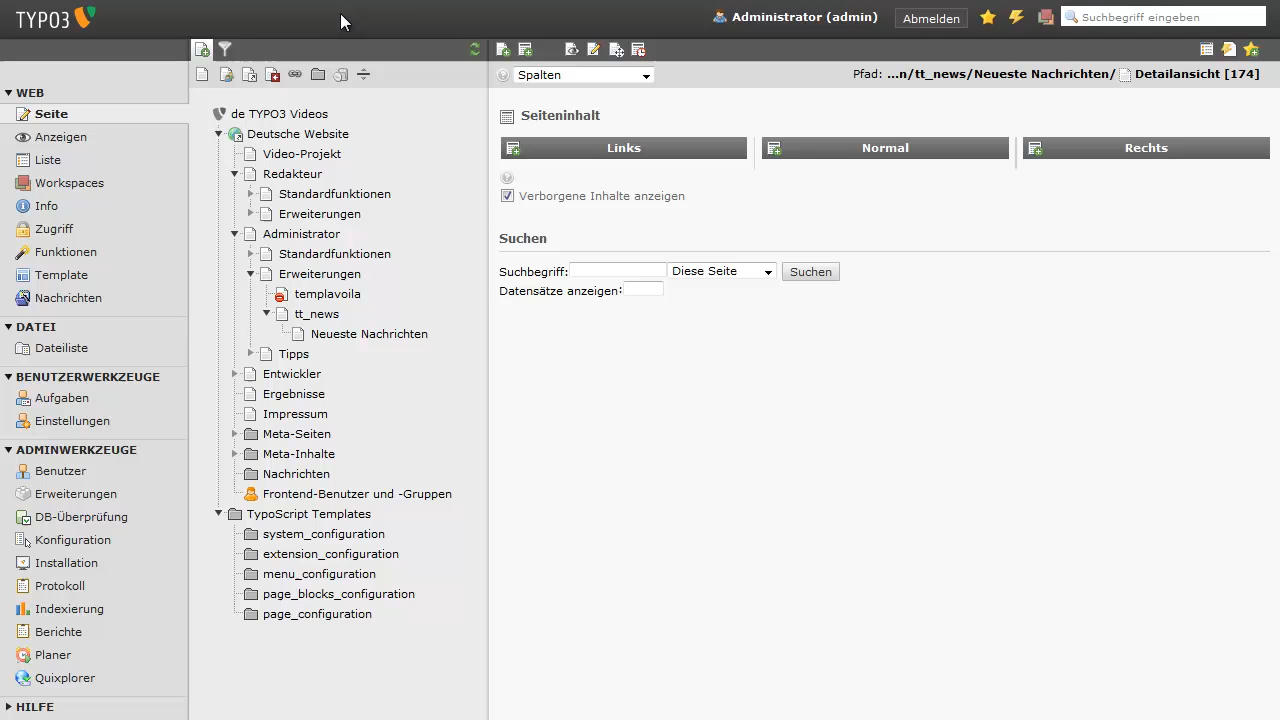 TYPO3
Administrator (admin)
Abmelden
Suchbegriff eingeben
Spalten
Pfad: ...n/tt_news/Neueste Nachrichten/ Detailansicht [174]
WEB
Seite
Anzeigen
Liste
Workspaces
Info
Zugriff
Funktionen
Template
Nachrichten
DATEI
Dateiliste
BENUTZERWERKZEUGE
Aufgaben
Einstellungen
ADMINWERKZEUGE
Benutzer
Erweiterungen
DB-Überprüfung
Konfiguration
Installation
Protokoll
Indexierung
Berichte
Planer
Quixplorer
HILFE
de TYPO3 Videos
Deutsche Website
Video-Projekt
Redakteur
Standardfunktionen
Erweiterungen
Administrator
Standardfunktionen
Erweiterungen
templavoila
tt_news
Neueste Nachrichten
Tipps
Entwickler
Ergebnisse
Impressum
Meta-Seiten
Meta-Inhalte
Nachrichten
Frontend-Benutzer und -Gruppen
TypoScript Templates
system_configuration
extension_configuration
menu_configuration
page_blocks_configuration
page_configuration
Seiteninhalt
Links
Normal
Rechts
Verborgene Inhalte anzeigen
Suchen
Suchbegriff: Diese Seite Suchen
Datensätze anzeigen: